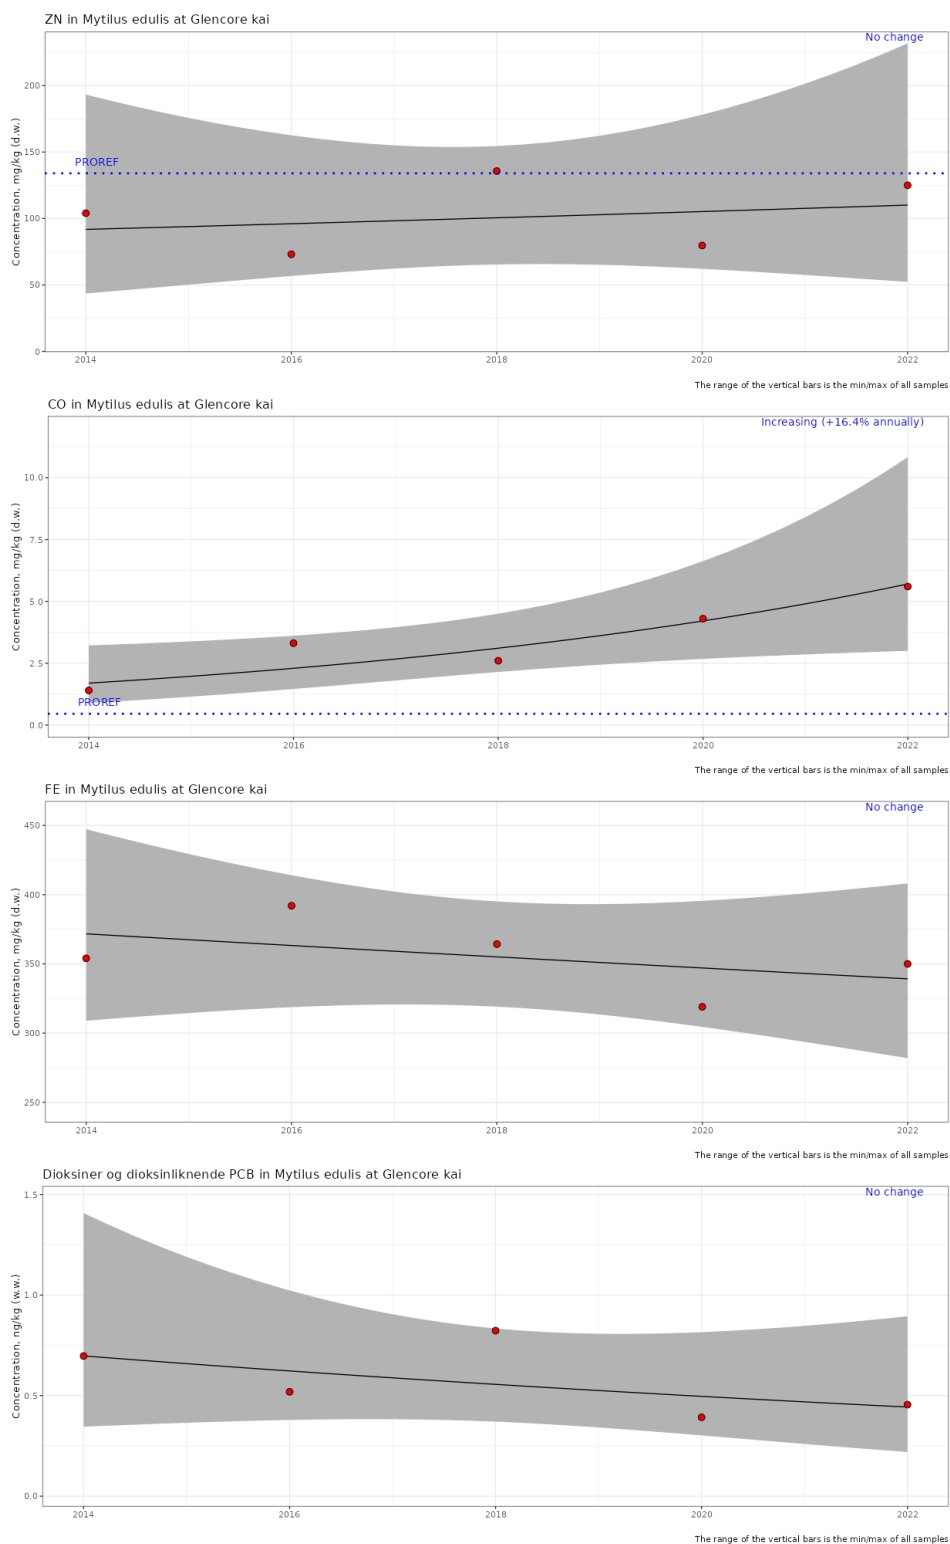 ZN in Mytilus edulis at Glencore kai
No change
200
150
100
50
0
Concentration, mg/kg (d.w.)
PROREF
2014 2016 2018 2020 2022
The range of the vertical bars is the min/max of all samples
CO in Mytilus edulis at Glencore kai
Increasing (+16.4% annually)
10.0
7.5
5.0
2.5
0.0
Concentration, mg/kg (d.w.)
PROREF
2014 2016 2018 2020 2022
The range of the vertical bars is the min/max of all samples
FE in Mytilus edulis at Glencore kai
No change
450
400
350
300
250
Concentration, mg/kg (d.w.)
2014 2016 2018 2020 2022
The range of the vertical bars is the min/max of all samples
Dioksiner og dioksinliknende PCB in Mytilus edulis at Glencore kai
No change
1.5
1.0
0.5
0.0
Concentration, ng/kg (w.w.)
2014 2016 2018 2020 2022
The range of the vertical bars is the min/max of all samples